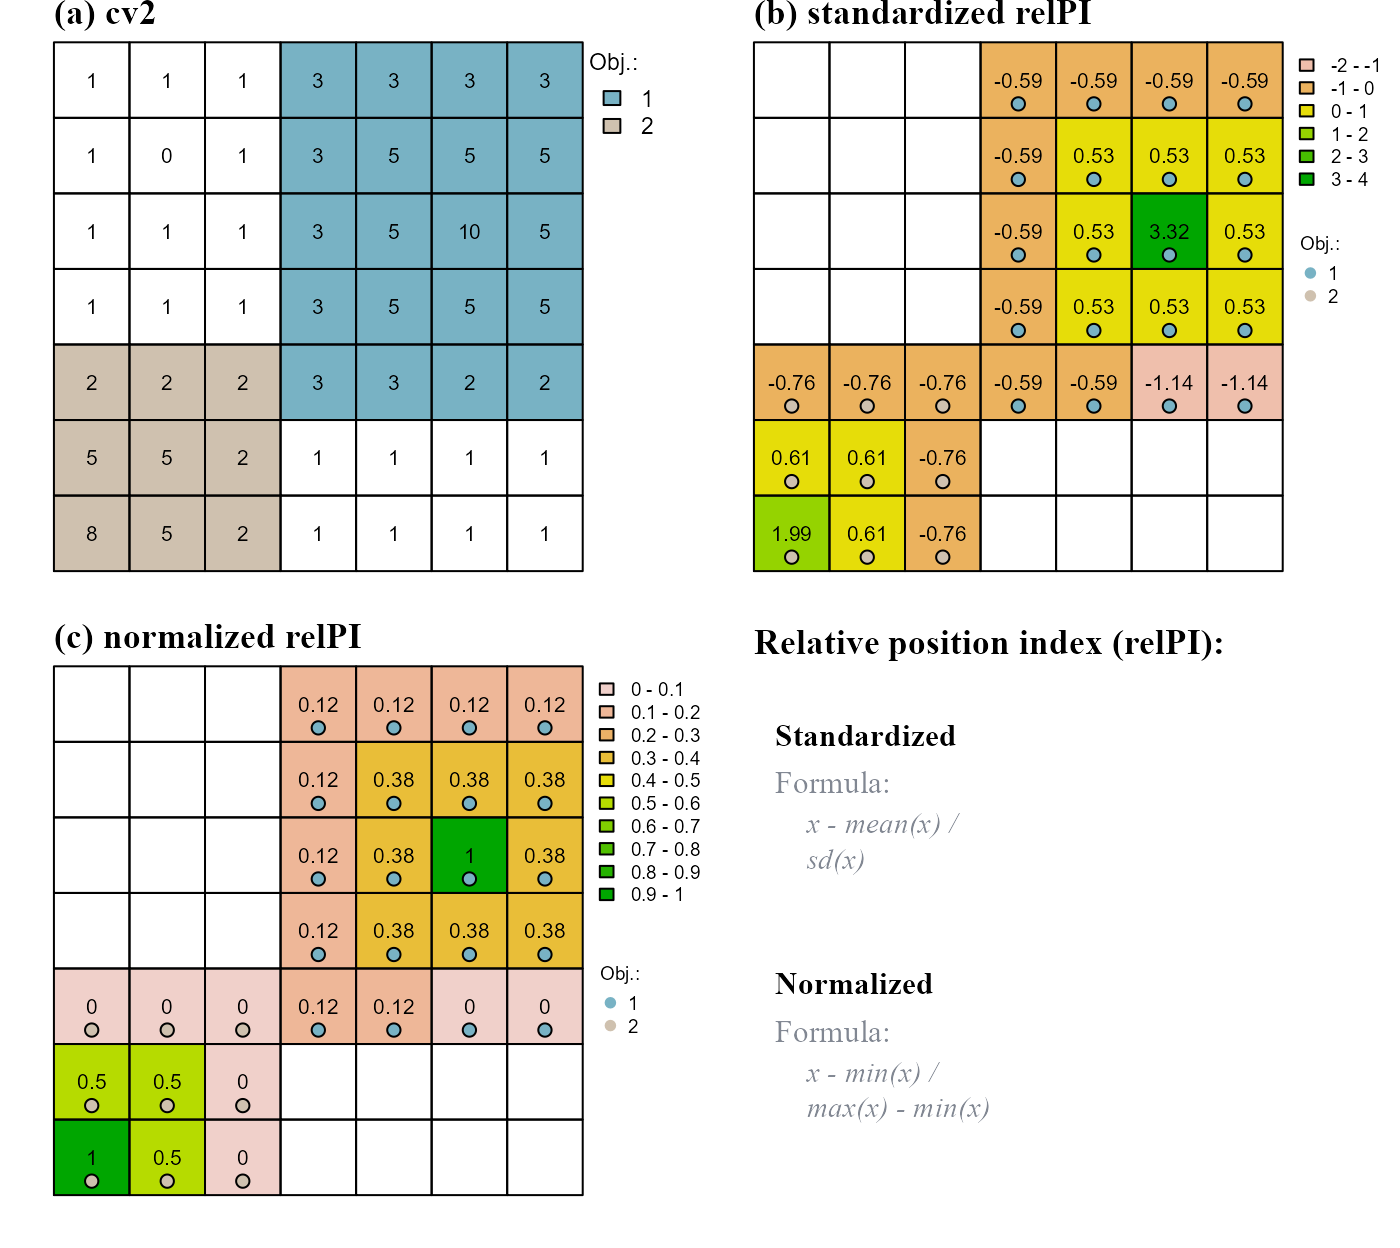 (a) cv2
1 1 1 3 3 3 3
1 0 1 3 5 5 5
1 1 1 3 5 10 5
1 1 1 3 5 5 5
2 2 2 3 3 2 2
5 5 2 1 1 1 1
8 5 2 1 1 1 1
Obj.:
1
2
(b) standardized relPI
-0.59 -0.59 -0.59 -0.59
-0.59 0.53 0.53 0.53
-0.59 0.53 3.32 0.53
-0.59 0.53 0.53 0.53
-0.76 -0.76 -0.76 -0.59 -0.59 -1.14 -1.14
0.61 0.61 -0.76
1.99 0.61 -0.76
-2 - -1
-1 - 0
0 - 1
1 - 2
2 - 3
3 - 4
Obj.:
1
2
(c) normalized relPI
0.12 0.12 0.12 0.12
0.12 0.38 0.38 0.38
0.12 0.38 1 0.38
0.12 0.38 0.38 0.38
0 0 0 0.12 0.12 0 0
0.5 0.5 0
1 0.5 0
0 - 0.1
0.1 - 0.2
0.2 - 0.3
0.3 - 0.4
0.4 - 0.5
0.5 - 0.6
0.6 - 0.7
0.7 - 0.8
0.8 - 0.9
0.9 - 1
Obj.:
1
2
Relative position index (relPI):
Standardized
Formula:
x - mean(x) /
sd(x)
Normalized
Formula:
x - min(x) /
max(x) - min(x)